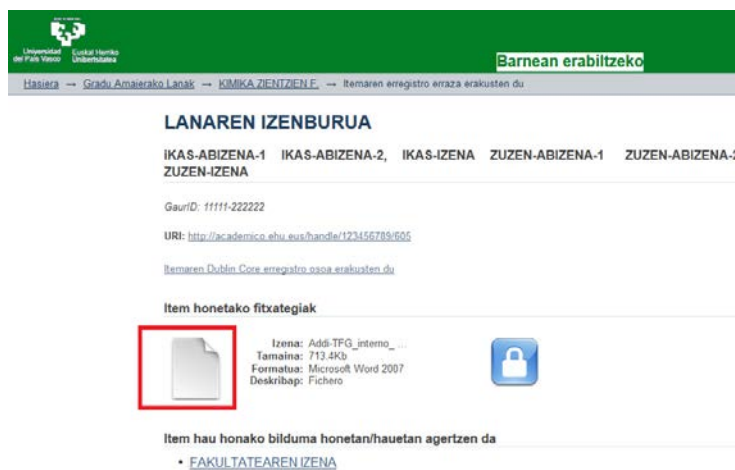 Universidad del País Vasco
Euskal Herriko Unibertsitatea
Barnean erabiltzeko
Hasiera → Gradu Amaierako Lanak → KIMIKA ZIENTZIEN F. → Itemaren erregistro erraza erakusten du
LANAREN IZENBURUA
iKAS-ABIZENA-1 IKAS-ABIZENA-2, IKAS-IZENA ZUZEN-ABIZENA-1 ZUZEN-ABIZENA-2
ZUZEN-IZENA
GaurID: 11111-222222
URI: http://academico.ehu.eus/handle/123456789/605
Itemaren Dublin Core erregistro osoa erakusten du
Item honetako fitxategiak
Izena: Addi-TFG_interno_ ...
Tamaina: 713.4Kb
Formatua: Microsoft Word 2007
Deskribap: Fichero
Item hau honako bilduma honetan/hauetan agertzen da
• FAKULTATEAREN IZENA